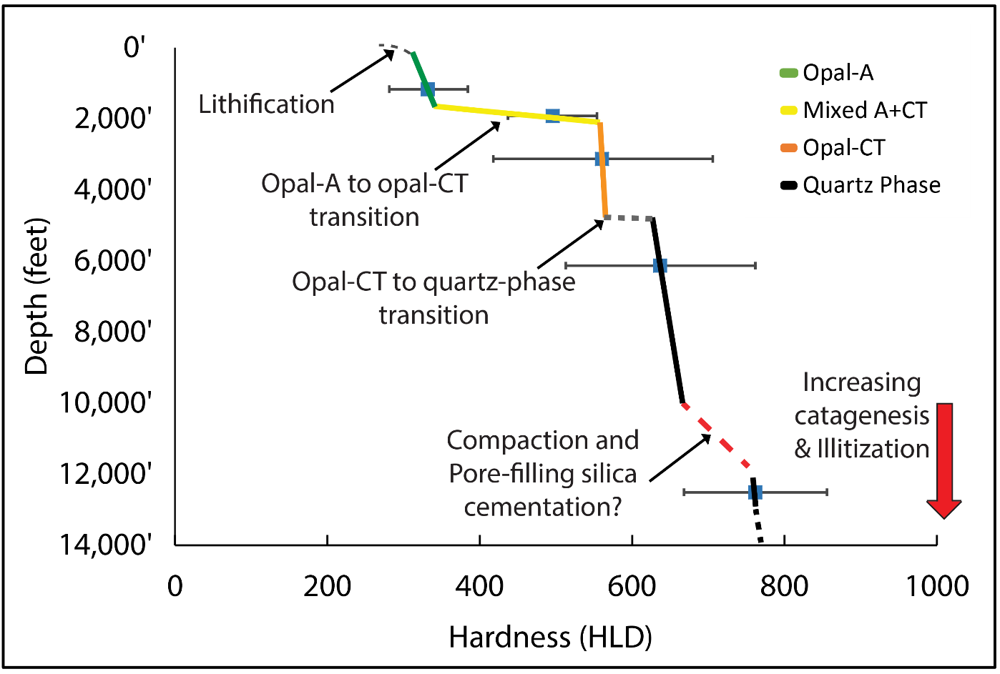 0'
2,000'
4,000'
6,000'
8,000'
10,000'
12,000'
14,000'
Depth (feet)
0
200
400
600
800
1000
Hardness (HLD)
Lithification
Opal-A to opal-CT
transition
Opal-CT to quartz-phase
transition
Compaction and
Pore-filling silica
cementation?
Opal-A
Mixed A+CT
Opal-CT
Quartz Phase
Increasing
catagenesis
& Illitization